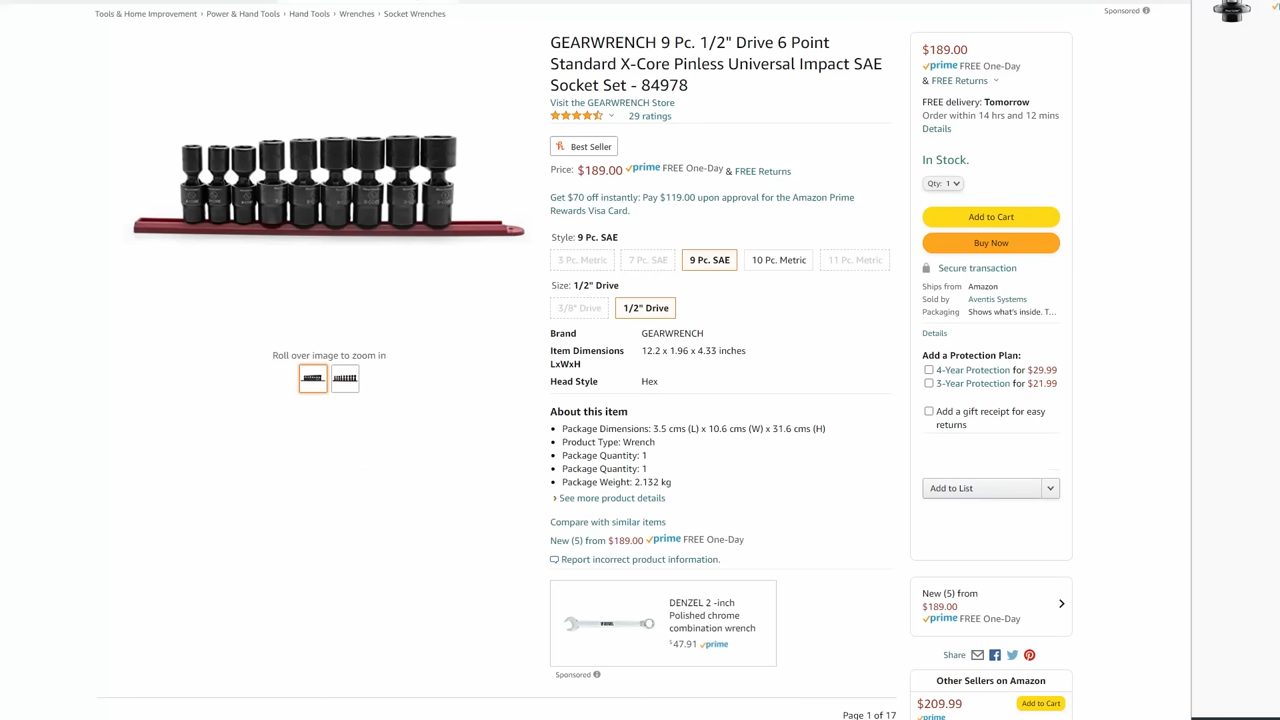 Tools & Home Improvement › Power & Hand Tools › Hand Tools › Wrenches › Socket Wrenches
Sponsored
GEARWRENCH 9 Pc. 1/2" Drive 6 Point
Standard X-Core Pinless Universal Impact SAE
Socket Set - 84978
Visit the GEARWRENCH Store
29 ratings
Best Seller
Price: $189.00 prime FREE One-Day & FREE Returns
Get $70 off instantly: Pay $119.00 upon approval for the Amazon Prime
Rewards Visa Card.
Style: 9 Pc. SAE
3 Pc. Metric 7 Pc. SAE 9 Pc. SAE 10 Pc. Metric 11 Pc. Metric
Size: 1/2" Drive
3/8" Drive 1/2" Drive
Brand GEARWRENCH
Item Dimensions 12.2 x 1.96 x 4.33 inches
LxWxH
Head Style Hex
About this item
• Package Dimensions: 3.5 cms (L) x 10.6 cms (W) x 31.6 cms (H)
• Product Type: Wrench
• Package Quantity: 1
• Package Quantity: 1
• Package Weight: 2.132 kg
› See more product details
Compare with similar items
New (5) from $189.00 prime FREE One-Day
Report incorrect product information.
DENZEL 2 -inch
Polished chrome
combination wrench
$47.91 prime
Sponsored
Roll over image to zoom in
$189.00
prime FREE One-Day
& FREE Returns
FREE delivery: Tomorrow
Order within 14 hrs and 12 mins
Details
In Stock.
Qty: 1
Add to Cart
Buy Now
Secure transaction
Ships from Amazon
Sold by Aventis Systems
Packaging Shows what's inside. T...
Details
Add a Protection Plan:
4-Year Protection for $29.99
3-Year Protection for $21.99
Add a gift receipt for easy
returns
Add to List
New (5) from
$189.00
prime FREE One-Day
Share
Other Sellers on Amazon
$209.99 Add to Cart
prime
Page 1 of 17